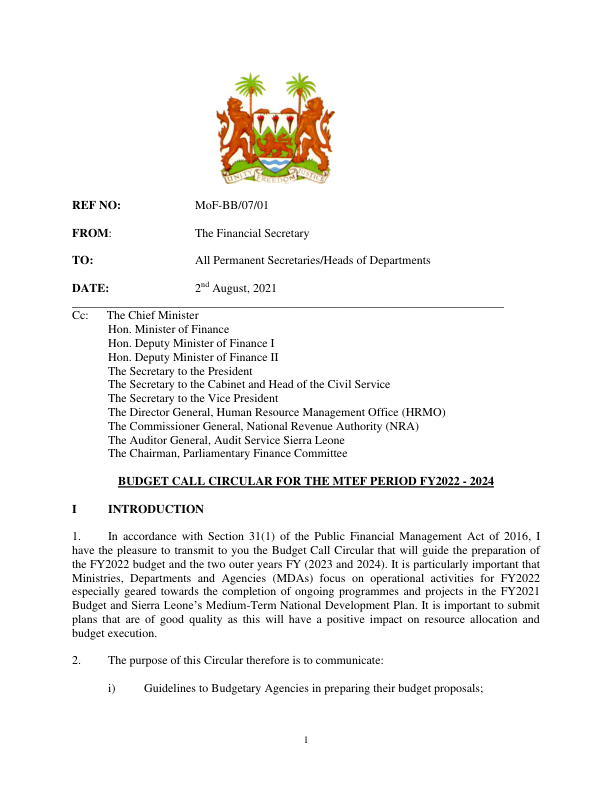 UNITY FREEDOM JUSTICE
REF NO: MoF-BB/07/01
FROM: The Financial Secretary
TO: All Permanent Secretaries/Heads of Departments
DATE: 2nd August, 2021
Cc: The Chief Minister
Hon. Minister of Finance
Hon. Deputy Minister of Finance I
Hon. Deputy Minister of Finance II
The Secretary to the President
The Secretary to the Cabinet and Head of the Civil Service
The Secretary to the Vice President
The Director General, Human Resource Management Office (HRMO)
The Commissioner General, National Revenue Authority (NRA)
The Auditor General, Audit Service Sierra Leone
The Chairman, Parliamentary Finance Committee
BUDGET CALL CIRCULAR FOR THE MTEF PERIOD FY2022 - 2024
I INTRODUCTION
1. In accordance with Section 31(1) of the Public Financial Management Act of 2016, I
have the pleasure to transmit to you the Budget Call Circular that will guide the preparation of
the FY2022 budget and the two outer years FY (2023 and 2024). It is particularly important that
Ministries, Departments and Agencies (MDAs) focus on operational activities for FY2022
especially geared towards the completion of ongoing programmes and projects in the FY2021
Budget and Sierra Leone’s Medium-Term National Development Plan. It is important to submit
plans that are of good quality as this will have a positive impact on resource allocation and
budget execution.
2. The purpose of this Circular therefore is to communicate:
i) Guidelines to Budgetary Agencies in preparing their budget proposals;
1